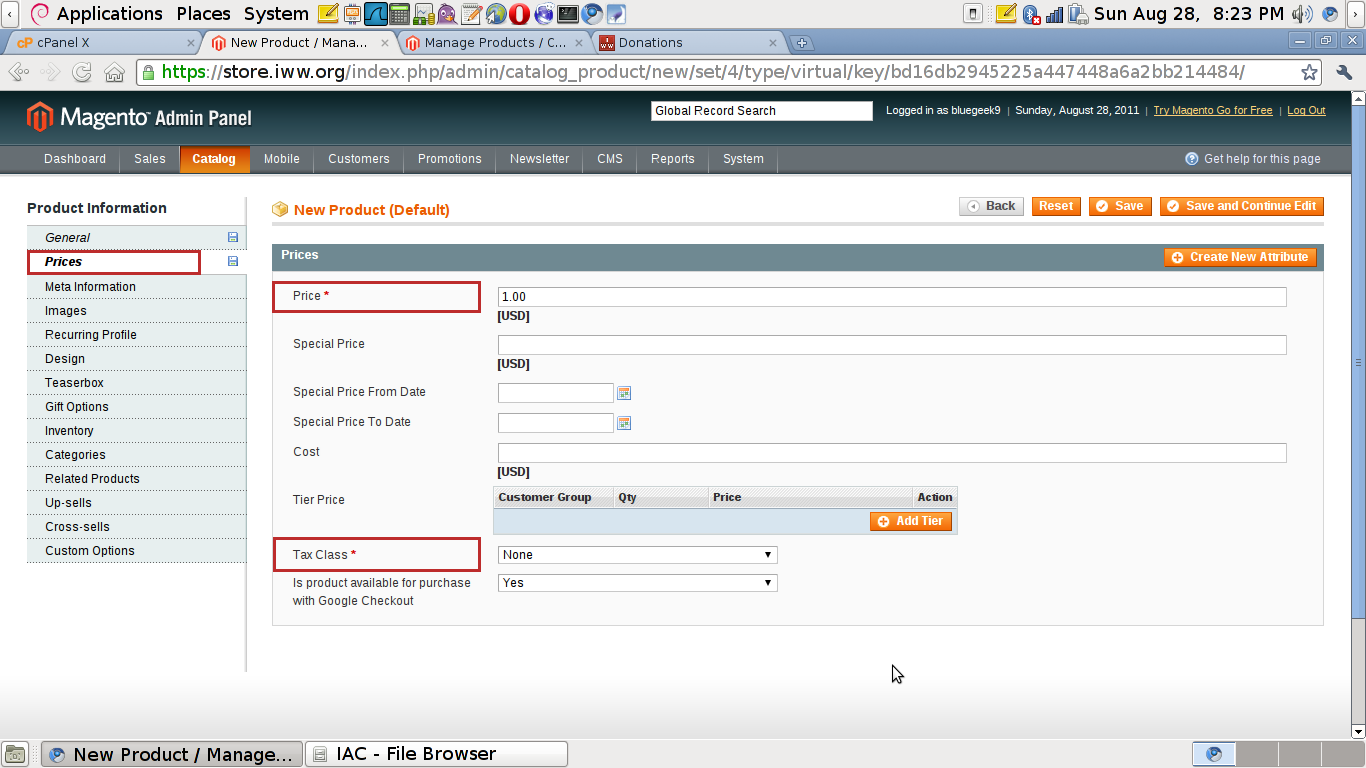 Applications Places System Sun Aug 28, 8:23 PM
cPanel X New Product / Mana... Manage Products / C... Donations
https://store.iww.org/index.php/admin/catalog_product/new/set/4/type/virtual/key/bd16db2945225a447448a6a2bb214484/
Magento Admin Panel Global Record Search Logged in as bluegeek9 | Sunday, August 28, 2011 | Try Magento Go for Free | Log Out
Dashboard Sales Catalog Mobile Customers Promotions Newsletter CMS Reports System Get help for this page
Product Information
General
Prices
Meta Information
Images
Recurring Profile
Design
Teaserbox
Gift Options
Inventory
Categories
Related Products
Up-sells
Cross-sells
Custom Options
New Product (Default) Back Reset Save Save and Continue Edit
Prices Create New Attribute
Price * 1.00
[USD]
Special Price
[USD]
Special Price From Date
Special Price To Date
Cost
[USD]
Tier Price Customer Group Qty Price Action
Add Tier
Tax Class * None
Is product available for purchase Yes
with Google Checkout
New Product / Manage... IAC - File Browser